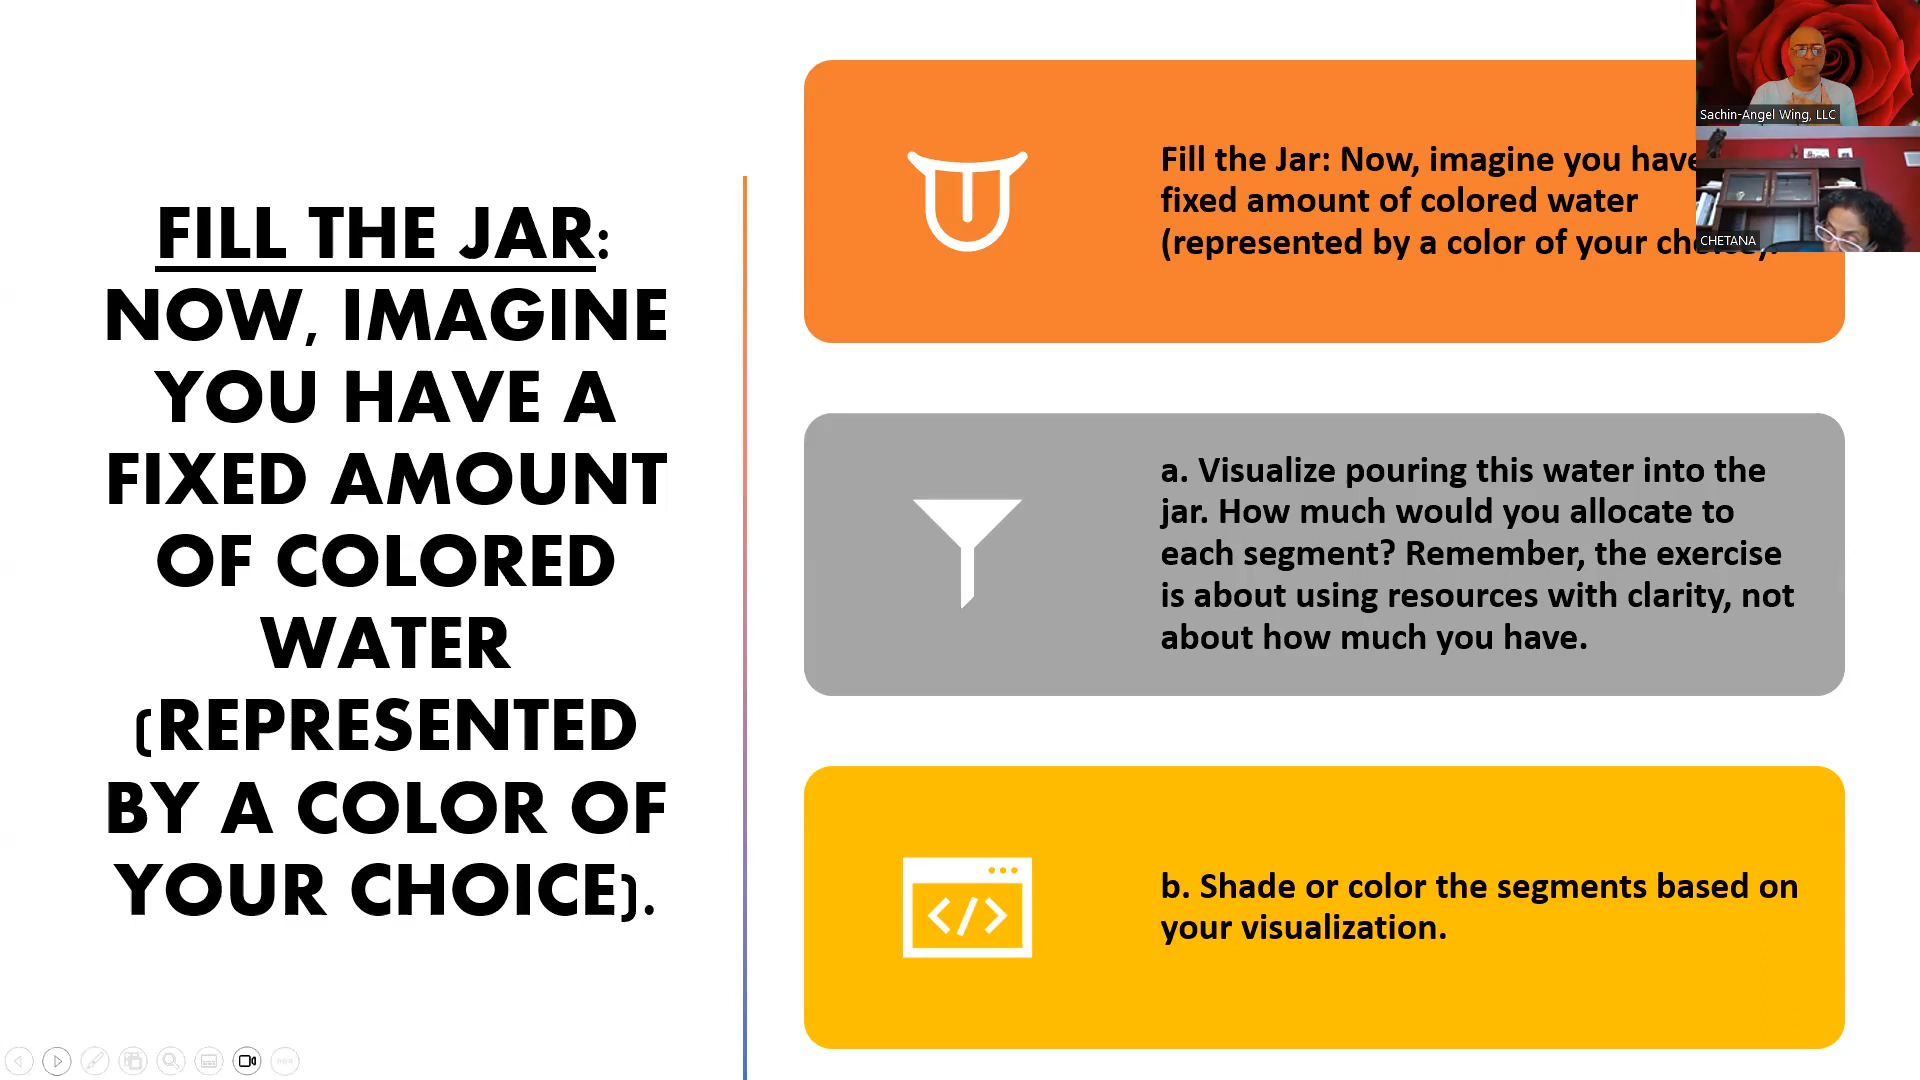 FILL THE JAR:
NOW, IMAGINE
YOU HAVE A
FIXED AMOUNT
OF COLORED
WATER
(REPRESENTED
BY A COLOR OF
YOUR CHOICE).
Fill the Jar: Now, imagine you have
fixed amount of colored water
(represented by a color of your
a. Visualize pouring this water into the
jar. How much would you allocate to
each segment? Remember, the exercise
is about using resources with clarity, not
about how much you have.
b. Shade or color the segments based on
your visualization.
Sachin-Angel Wing, LLC
CHETANA